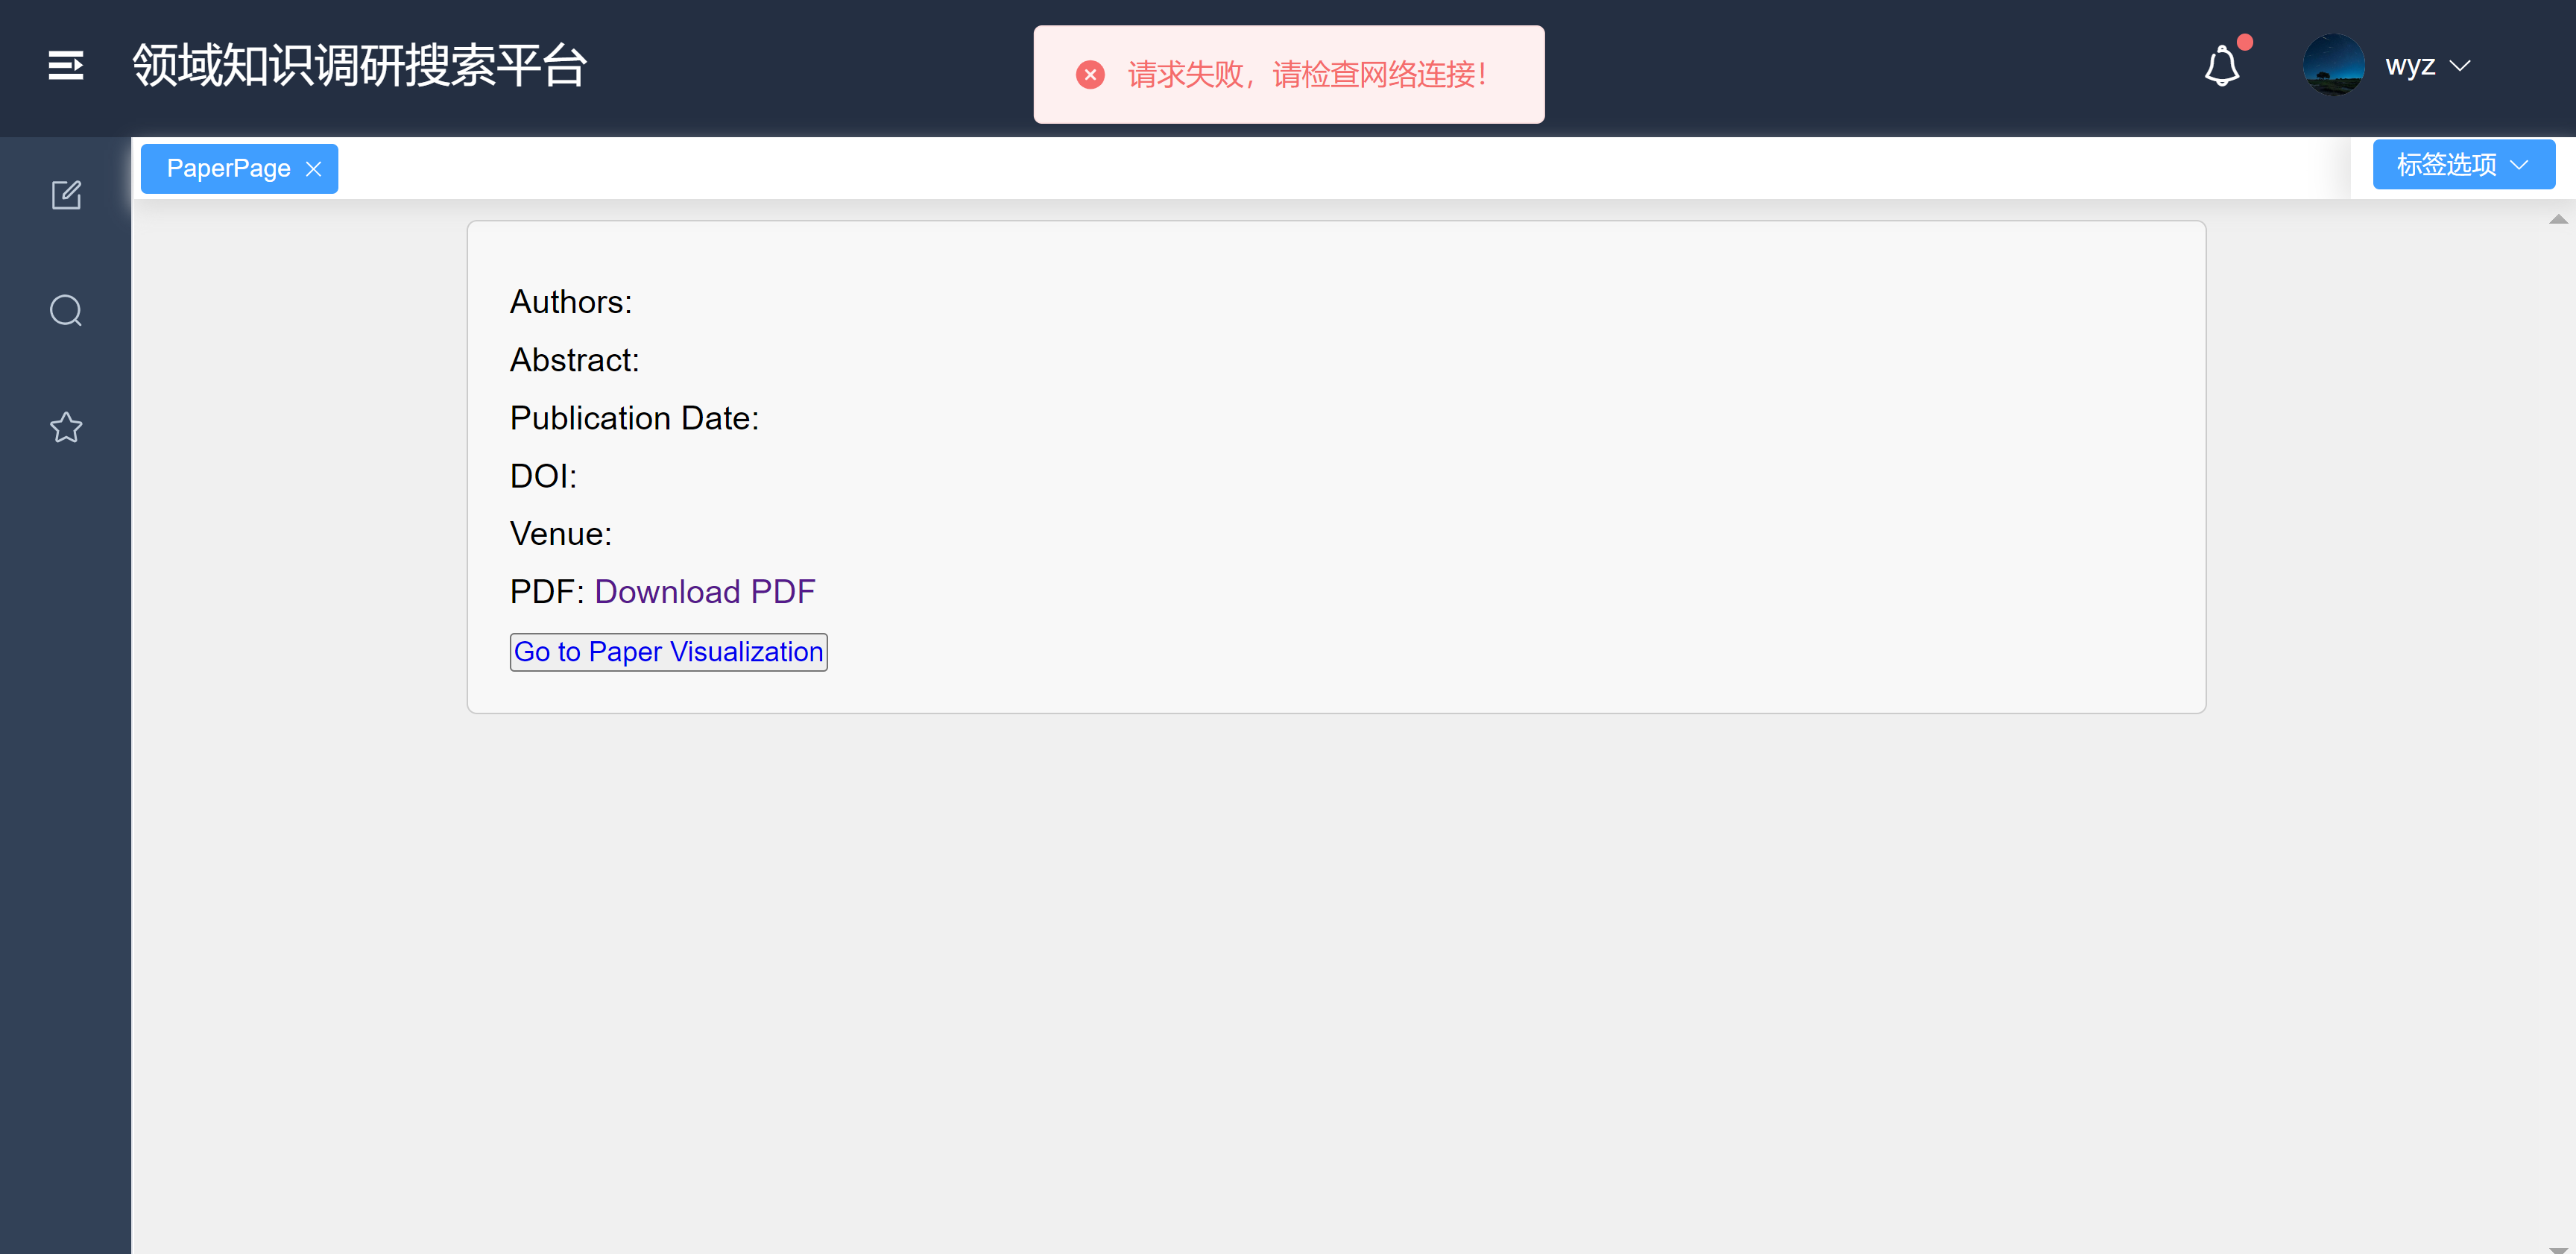 领域知识调研搜索平台
请求失败，请检查网络连接！
wyz
PaperPage
标签选项
Authors:
Abstract:
Publication Date:
DOI:
Venue:
PDF: Download PDF
Go to Paper Visualization